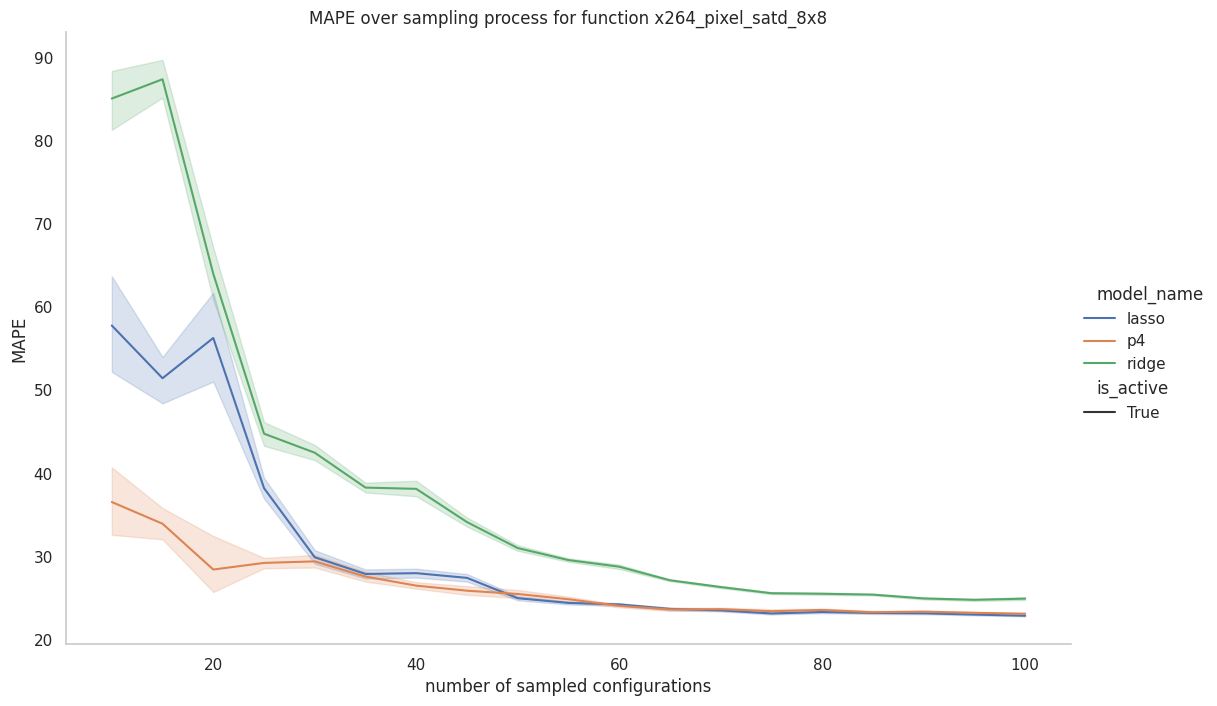 MAPE over sampling process for function x264_pixel_satd_8x8
90
80
70
60
50
40
30
20
MAPE
20 40 60 80 100
number of sampled configurations
model_name
lasso
p4
ridge
is_active
True